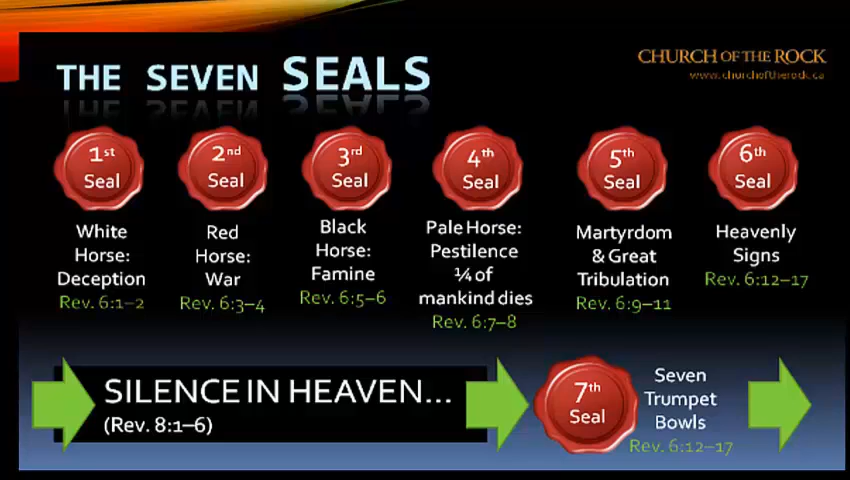 THE SEVEN SEALS
CHURCH OF THE ROCK
www.churchoftherock.ca
1st
Seal
White
Horse:
Deception
Rev. 6:1–2
2nd
Seal
Red
Horse:
War
Rev. 6:3–4
3rd
Seal
Black
Horse:
Famine
Rev. 6:5–6
4th
Seal
Pale Horse:
Pestilence
¼ of
mankind dies
Rev. 6:7–8
5th
Seal
Martyrdom
& Great
Tribulation
Rev. 6:9–11
6th
Seal
Heavenly
Signs
Rev. 6:12–17
SILENCE IN HEAVEN...
(Rev. 8:1–6)
7th
Seal
Seven
Trumpet
Bowls
Rev. 6:12–17